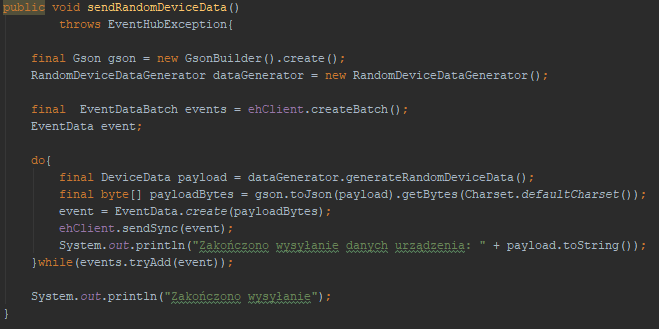 public void sendRandomDeviceData()
        throws EventHubException{
    final Gson gson = new GsonBuilder().create();
    RandomDeviceDataGenerator dataGenerator = new RandomDeviceDataGenerator();
    final  EventDataBatch events = ehClient.createBatch();
    EventData event;
    do{
        final DeviceData payload = dataGenerator.generateRandomDeviceData();
        final byte[] payloadBytes = gson.toJson(payload).getBytes(Charset.defaultCharset());
        event = EventData.create(payloadBytes);
        ehClient.sendSync(event);
        System.out.println("Zakończono wysyłanie danych urządzenia: " + payload.toString());
    }while(events.tryAdd(event));
    System.out.println("Zakończono wysyłanie");
}